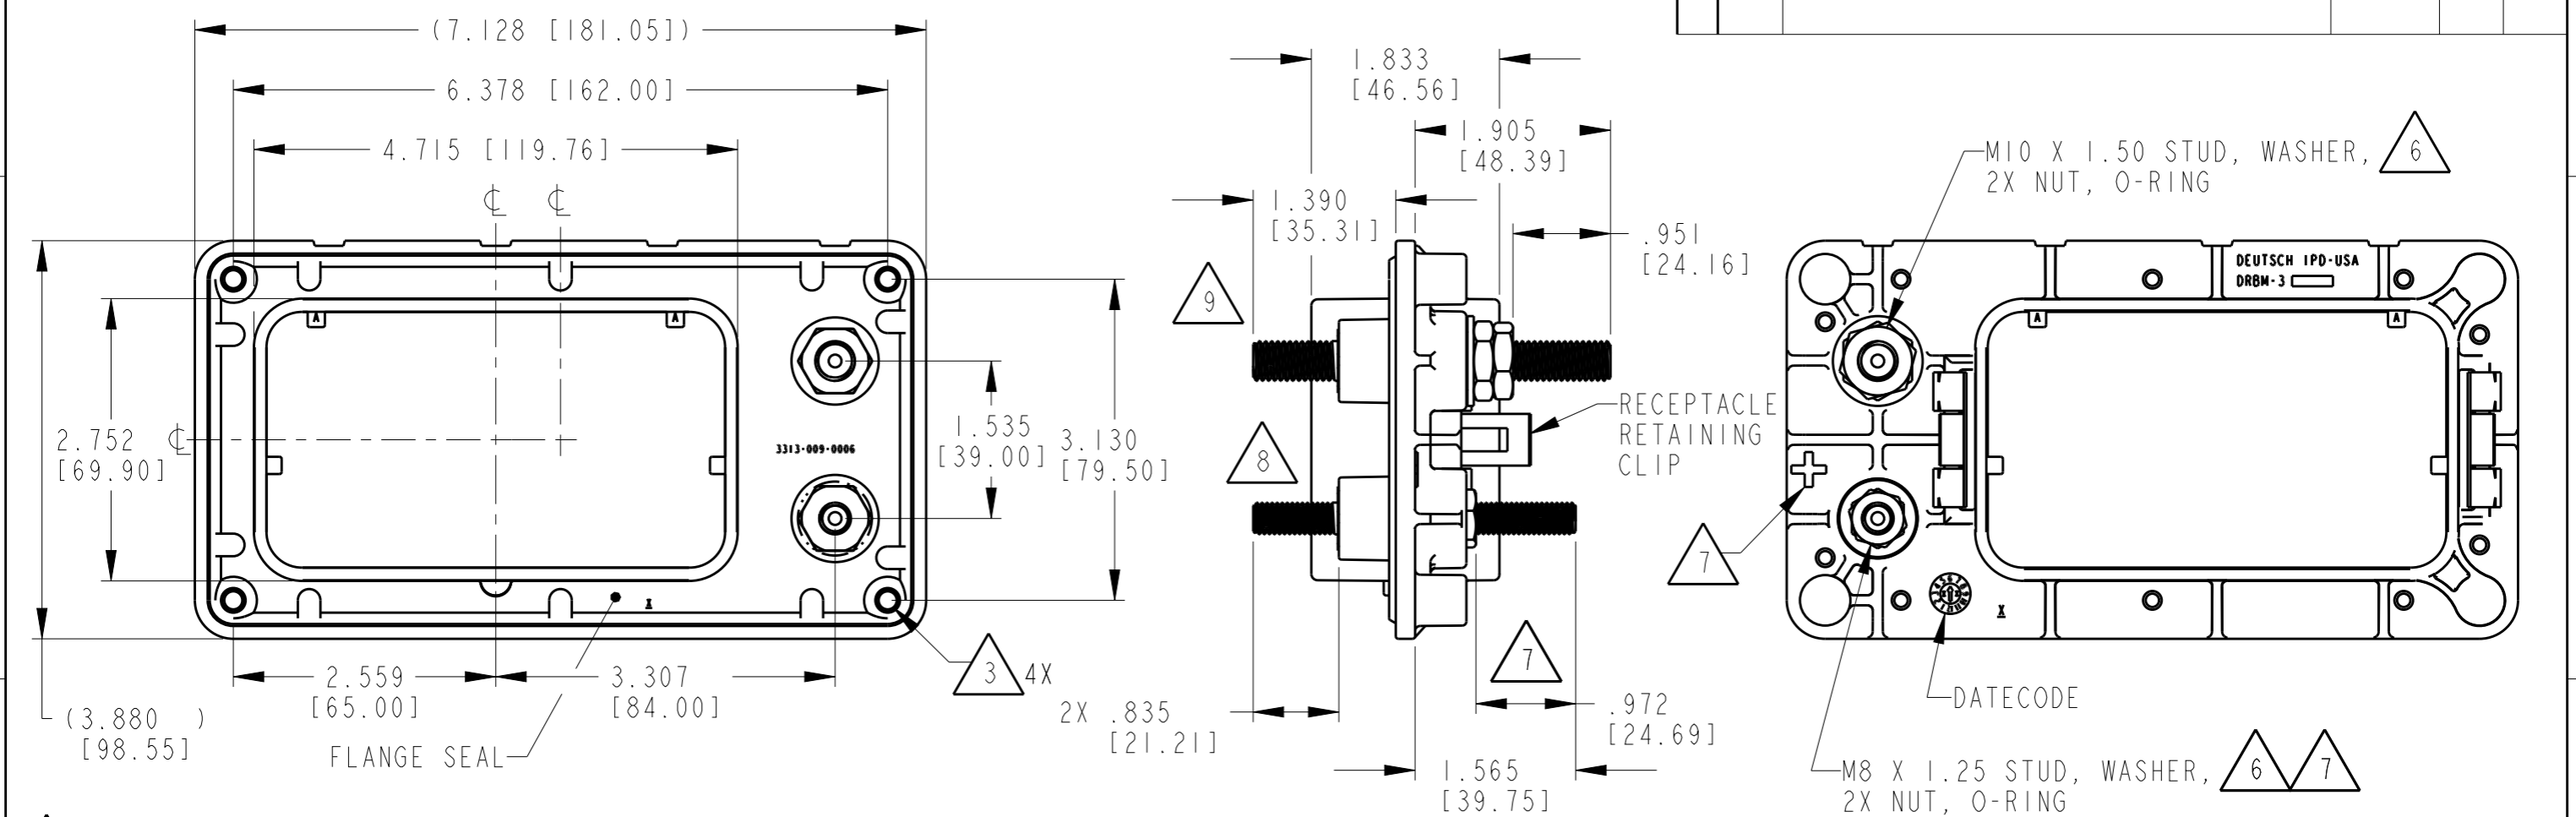 (7.128 [181.05])
6.378 [162.00]
4.715 [119.76]
℄ ℄
A A
2.752
[69.90]
℄
3313-009-0006
1.535
[39.00]
3.130
[79.50]
X
2.559
[65.00]
3.307
[84.00]
3 4X
(3.880 )
[98.55]
FLANGE SEAL
1.833
[46.56]
1.905
[48.39]
1.390
[35.31]
.951
[24.16]
9
8
RECEPTACLE
RETAINING
CLIP
7
2X .835
[21.21]
.972
[24.69]
1.565
[39.75]
M10 X 1.50 STUD, WASHER, 6
2X NUT, O-RING
DEUTSCH IPD-USA
DRBM-3
A A
7
X
DATECODE
M8 X 1.25 STUD, WASHER, 6 7
2X NUT, O-RING